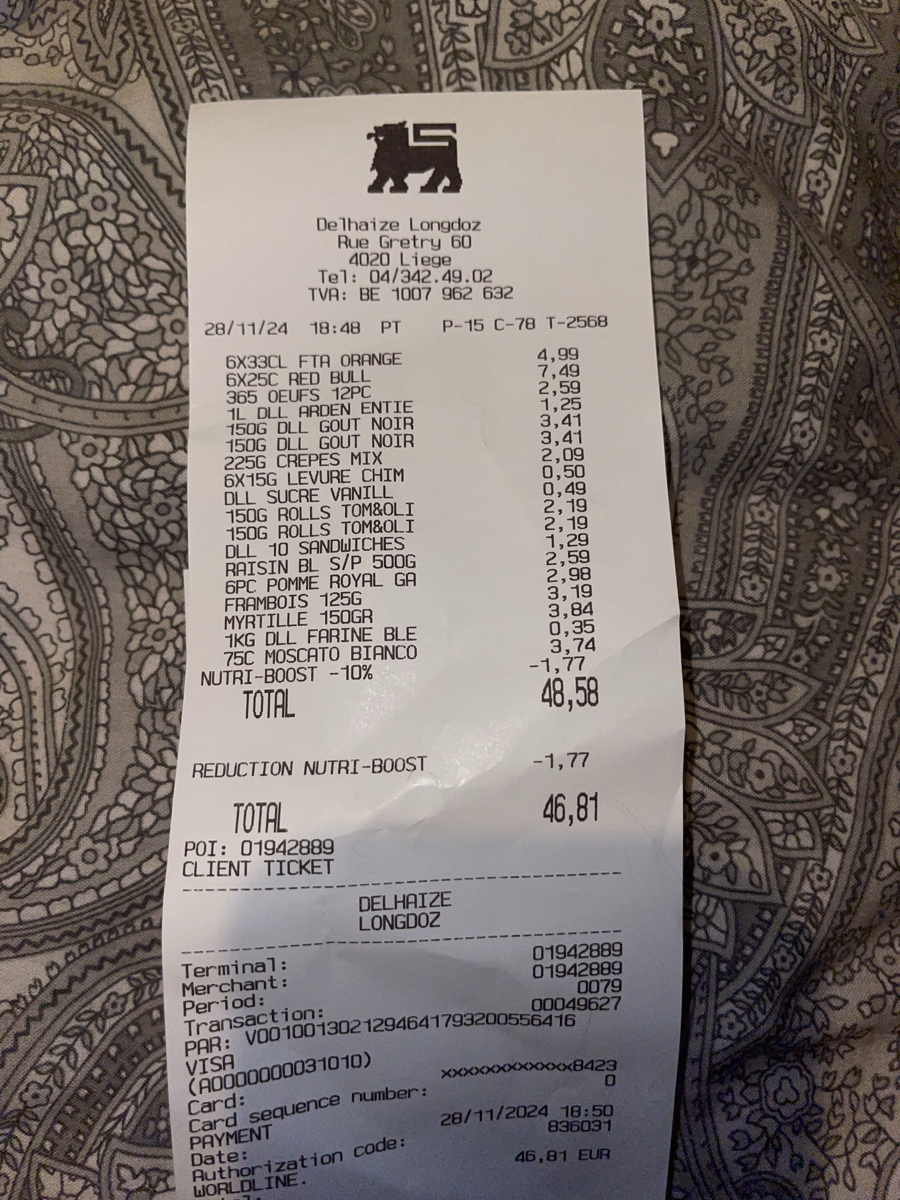 Delhaize Longdoz
Rue Gretry 60
4020 Liege
Tel: 04/342.49.02
TVA: BE 1007 962 632
28/11/24 18:48 PT P-15 C-78 T-2568
6X33CL FTA ORANGE 4,99
6X25C RED BULL 7,49
365 OEUFS 12PC 2,59
1L DLL ARDEN ENTIE 1,25
150G DLL GOUT NOIR 3,41
150G DLL GOUT NOIR 3,41
225G CREPES MIX 2,09
6X15G LEVURE CHIM 0,50
DLL SUCRE VANILL 0,49
150G ROLLS TOM&OLI 2,19
150G ROLLS TOM&OLI 2,19
DLL 10 SANDWICHES 1,29
RAISIN BL S/P 500G 2,59
6PC POMME ROYAL GA 2,98
FRAMBOIS 125G 3,19
MYRTILLE 150GR 3,84
1KG DLL FARINE BLE 0,35
75C MOSCATO BIANCO 3,74
NUTRI-BOOST -10% -1,77
TOTAL 48,58
REDUCTION NUTRI-BOOST -1,77
TOTAL 46,81
POI: 01942889
CLIENT TICKET
DELHAIZE
LONGDOZ
Terminal: 01942889
Merchant: 01942889
Period: 0079
Transaction: 00049627
PAR: V0010013021294641793200556416
VISA
(A0000000031010)
Card: xxxxxxxxxxxx8423
Card sequence number: 0
PAYMENT
Date: 28/11/2024 18:50
Authorization code: 836031
WORLDLINE.
46,81 EUR